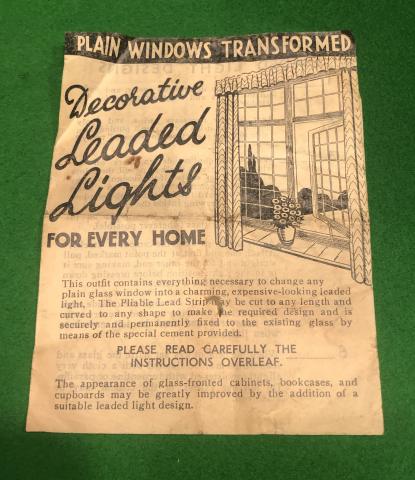 PLAIN WINDOWS TRANSFORMED
Decorative
Leaded
Lights
FOR EVERY HOME
This outfit contains everything necessary to change any
plain glass window into a charming, expensive-looking leaded
light. The Pliable Lead Strip may be cut to any length and
curved to any shape to make the required design and is
securely and permanently fixed to the existing glass by
means of the special cement provided.
PLEASE READ CAREFULLY THE
INSTRUCTIONS OVERLEAF.
The appearance of glass-fronted cabinets, bookcases, and
cupboards may be greatly improved by the addition of a
suitable leaded light design.